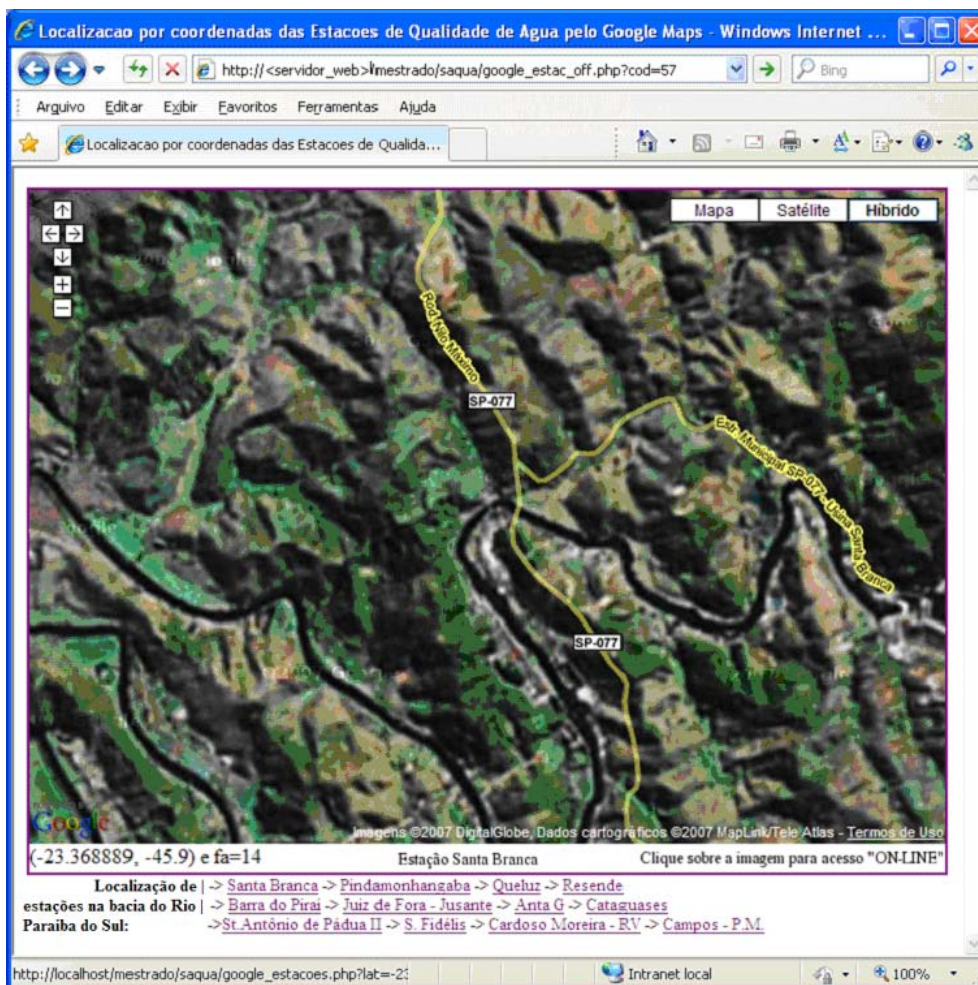 Localizacao por coordenadas das Estacoes de Qualidade de Agua pelo Google Maps - Windows Internet ...
http://<servidor_web>/mestrado/saqua/google_estac_off.php?cod=57
Bing
Arquivo Editar Exibir Favoritos Ferramentas Ajuda
Localizacao por coordenadas das Estacoes de Qualida...
Mapa Satélite Híbrido
Rod. Nilo Máximo
SP-077
Estr. Municipal SP-077 - Usina Santa Branca
SP-077
Google
Imagens ©2007 DigitalGlobe, Dados cartográficos ©2007 MapLink/Tele Atlas - Termos de Uso
(-23.368889, -45.9) e fa=14 Estação Santa Branca Clique sobre a imagem para acesso "ON-LINE"
Localização de | -> Santa Branca -> Pindamonhangaba -> Queluz -> Resende
estações na bacia do Rio | -> Barra do Pirai -> Juiz de Fora - Jusante -> Anta G -> Cataguases
Paraiba do Sul: ->St.Antônio de Pádua II -> S. Fidélis -> Cardoso Moreira - RV -> Campos - P.M.
http://localhost/mestrado/saqua/google_estacoes.php?lat=-23 Intranet local 100%